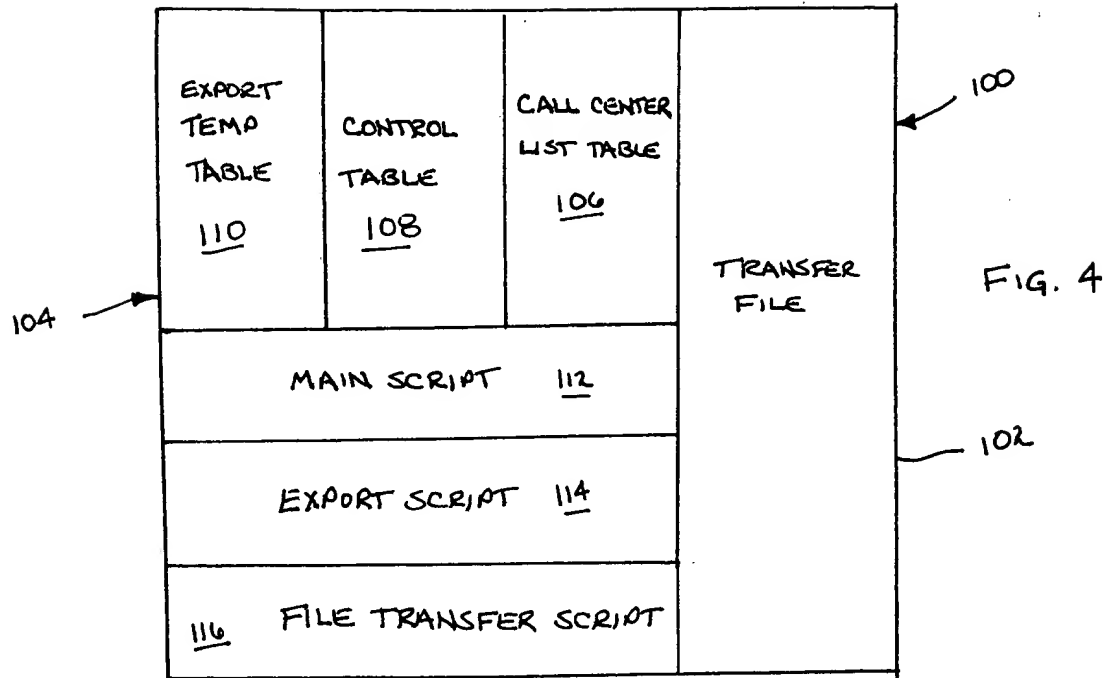 EXPORT
TEMP
TABLE
110
CONTROL
TABLE
108
CALL CENTER
LIST TABLE
106
TRANSFER
FILE
100
FIG. 4
104
102
MAIN SCRIPT 112
EXPORT SCRIPT 114
116 FILE TRANSFER SCRIPT